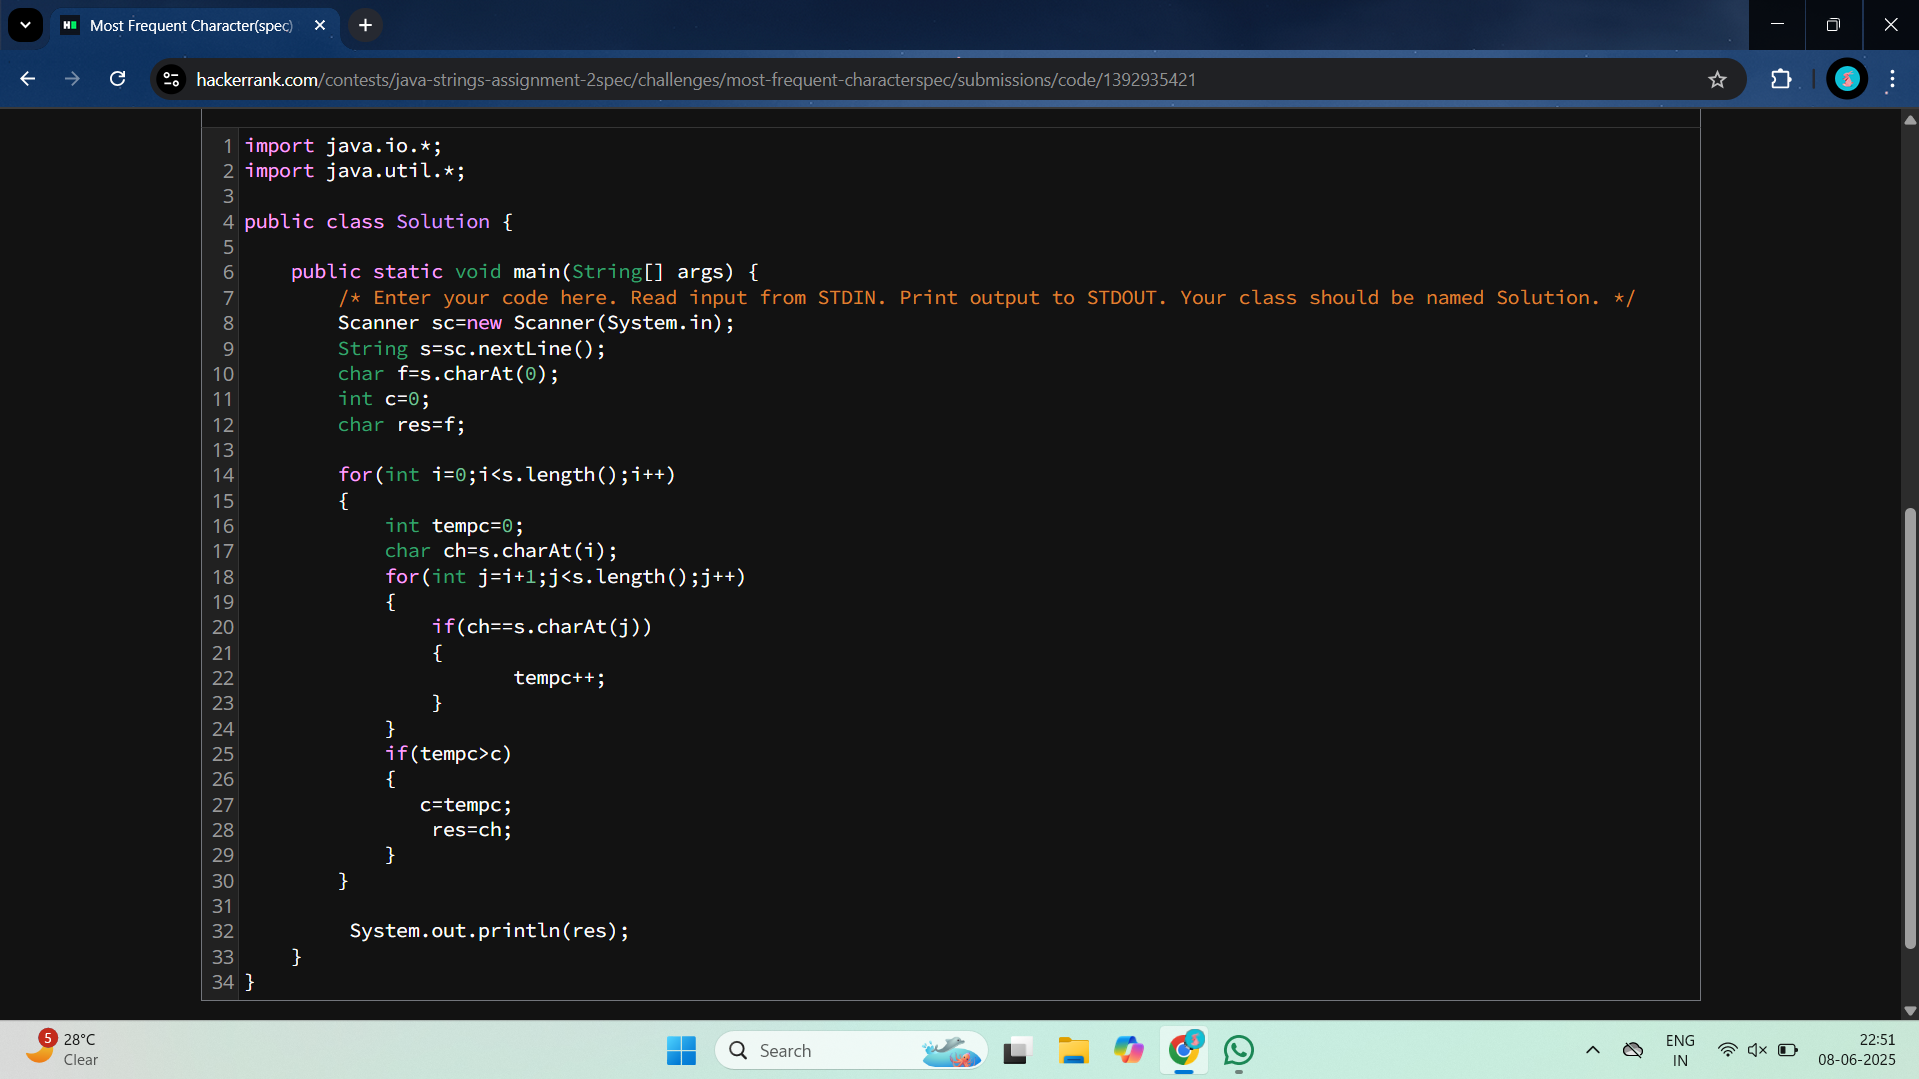 Most Frequent Character(spec)
hackerrank.com/contests/java-strings-assignment-2spec/challenges/most-frequent-characterspec/submissions/code/1392935421
1 import java.io.*;
2 import java.util.*;
3
4 public class Solution {
5
6     public static void main(String[] args) {
7         /* Enter your code here. Read input from STDIN. Print output to STDOUT. Your class should be named Solution. */
8         Scanner sc=new Scanner(System.in);
9         String s=sc.nextLine();
10         char f=s.charAt(0);
11         int c=0;
12         char res=f;
13
14         for(int i=0;i<s.length();i++)
15         {
16             int tempc=0;
17             char ch=s.charAt(i);
18             for(int j=i+1;j<s.length();j++)
19             {
20                 if(ch==s.charAt(j))
21                 {
22                        tempc++;
23                 }
24             }
25             if(tempc>c)
26             {
27                c=tempc;
28                 res=ch;
29             }
30         }
31
32          System.out.println(res);
33     }
34 }
5
28°C
Clear
Search
ENG
IN
22:51
08-06-2025